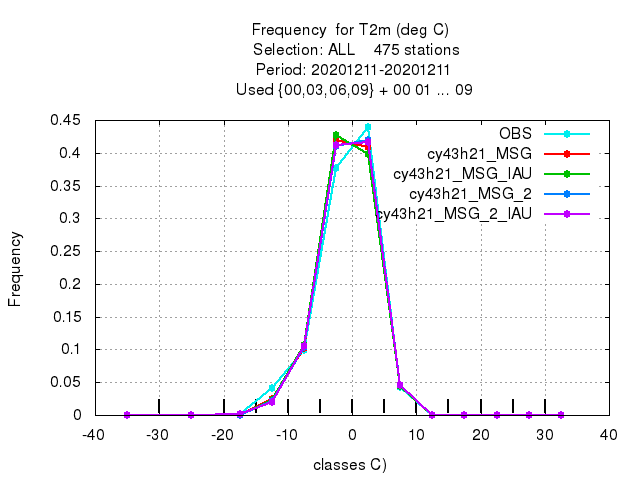 Frequency  for T2m (deg C)
Selection: ALL    475 stations
Period: 20201211-20201211
Used {00,03,06,09} + 00 01 ... 09
0.45
0.4
0.35
0.3
0.25
0.2
0.15
0.1
0.05
0
Frequency
OBS
cy43h21_MSG
cy43h21_MSG_IAU
cy43h21_MSG_2
cy43h21_MSG_2_IAU
-40 -30 -20 -10 0 10 20 30 40
classes C)